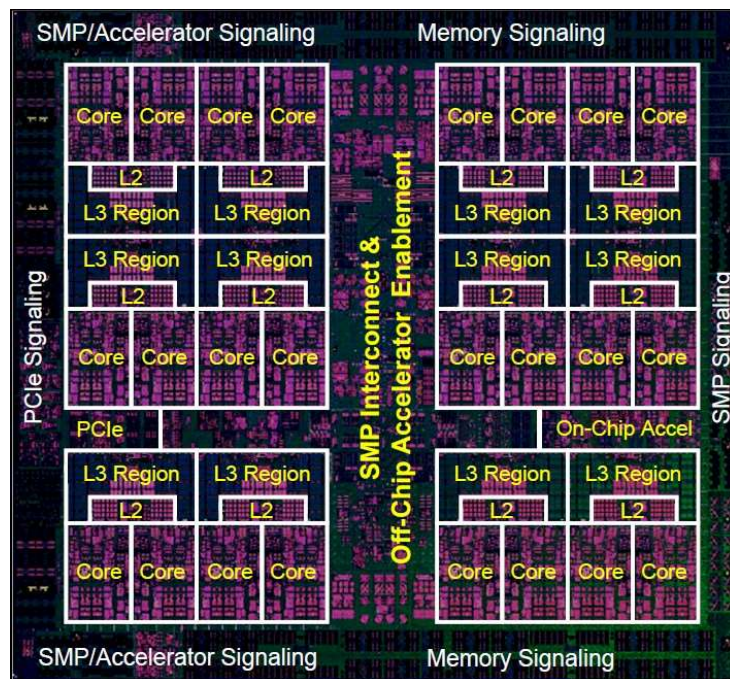 SMP/Accelerator Signaling Memory Signaling
Core Core Core Core Core Core Core Core
L2 L2 L2 L2
L3 Region L3 Region L3 Region L3 Region
L3 Region L3 Region L3 Region L3 Region
L2 L2 L2 L2
Core Core Core Core Core Core Core Core
PCIe On-Chip Accel
L3 Region L3 Region L3 Region L3 Region
L2 L2 L2 L2
Core Core Core Core Core Core Core Core
SMP/Accelerator Signaling Memory Signaling
PCIe Signaling
SMP Interconnect &
Off-Chip Accelerator Enablement
SMP Signaling